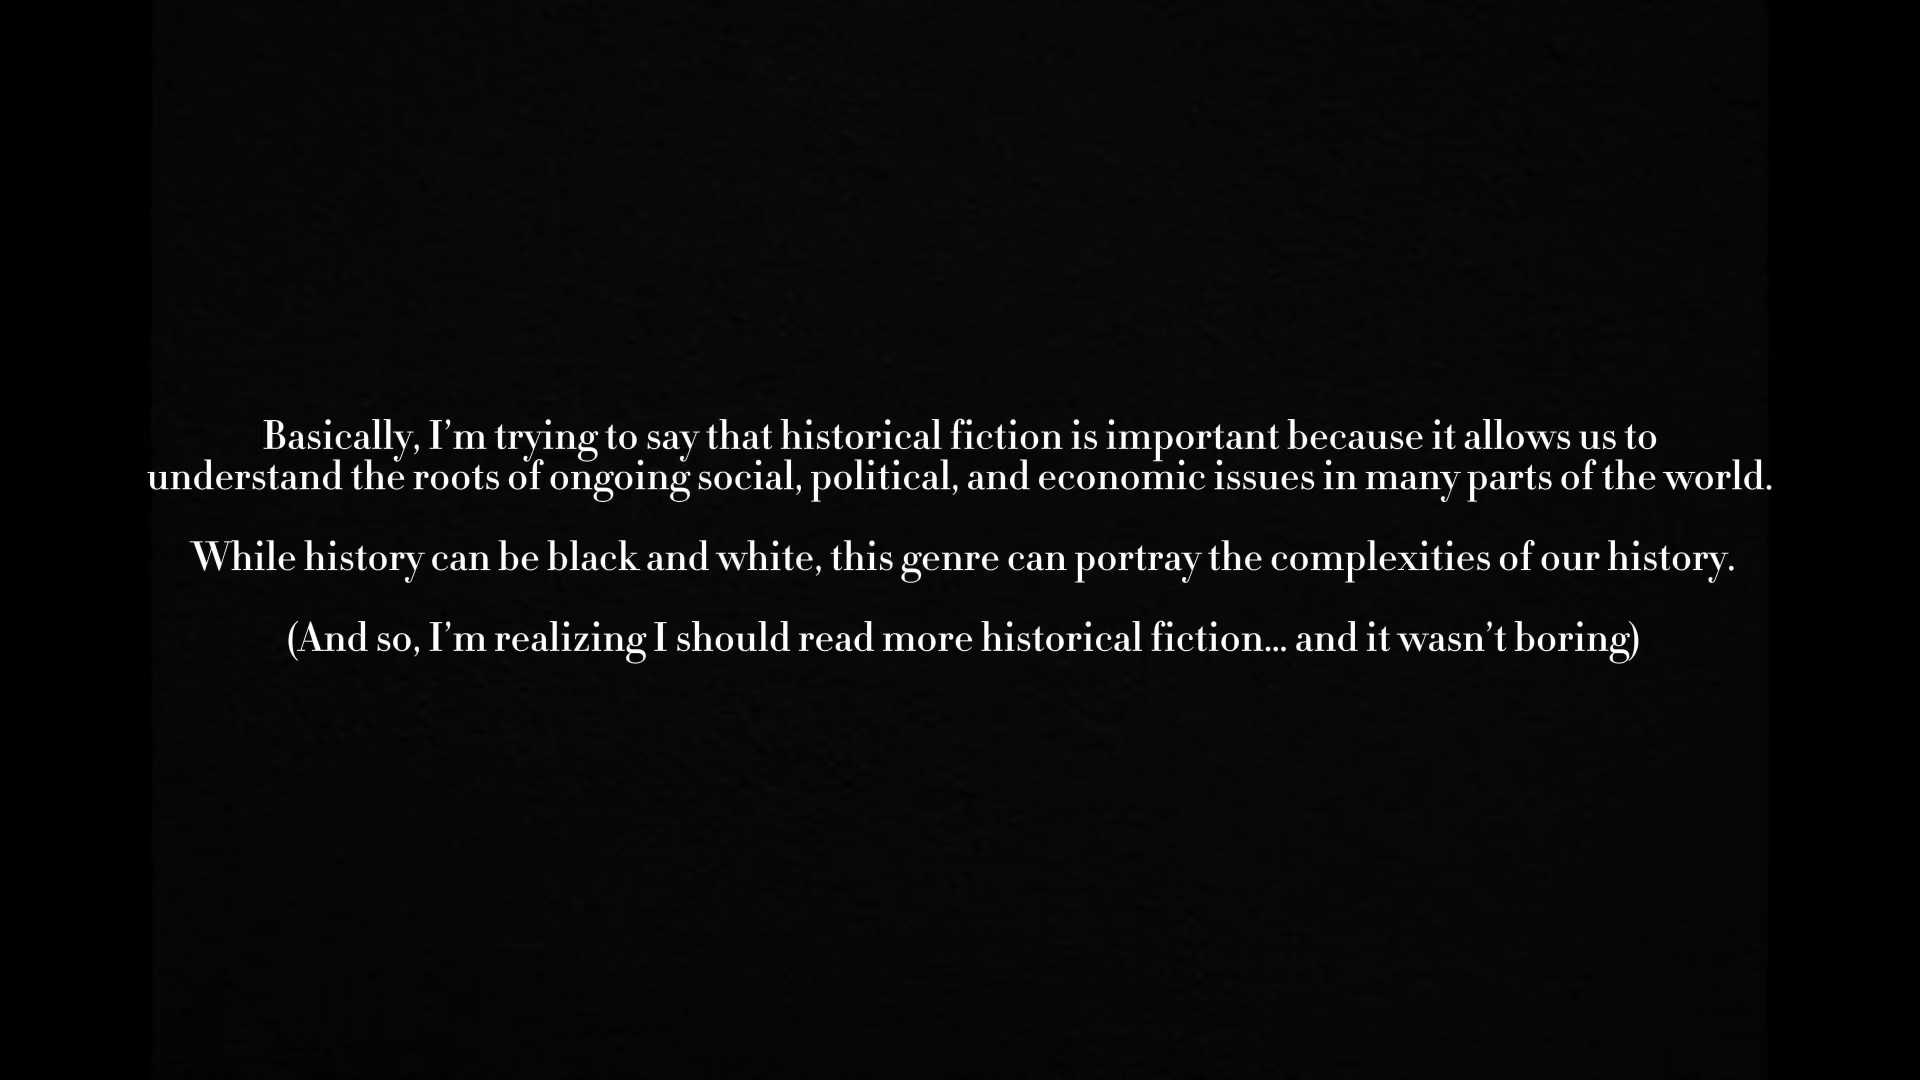 Basically, I’m trying to say that historical fiction is important because it allows us to
understand the roots of ongoing social, political, and economic issues in many parts of the world.
While history can be black and white, this genre can portray the complexities of our history.
(And so, I’m realizing I should read more historical fiction... and it wasn’t boring)